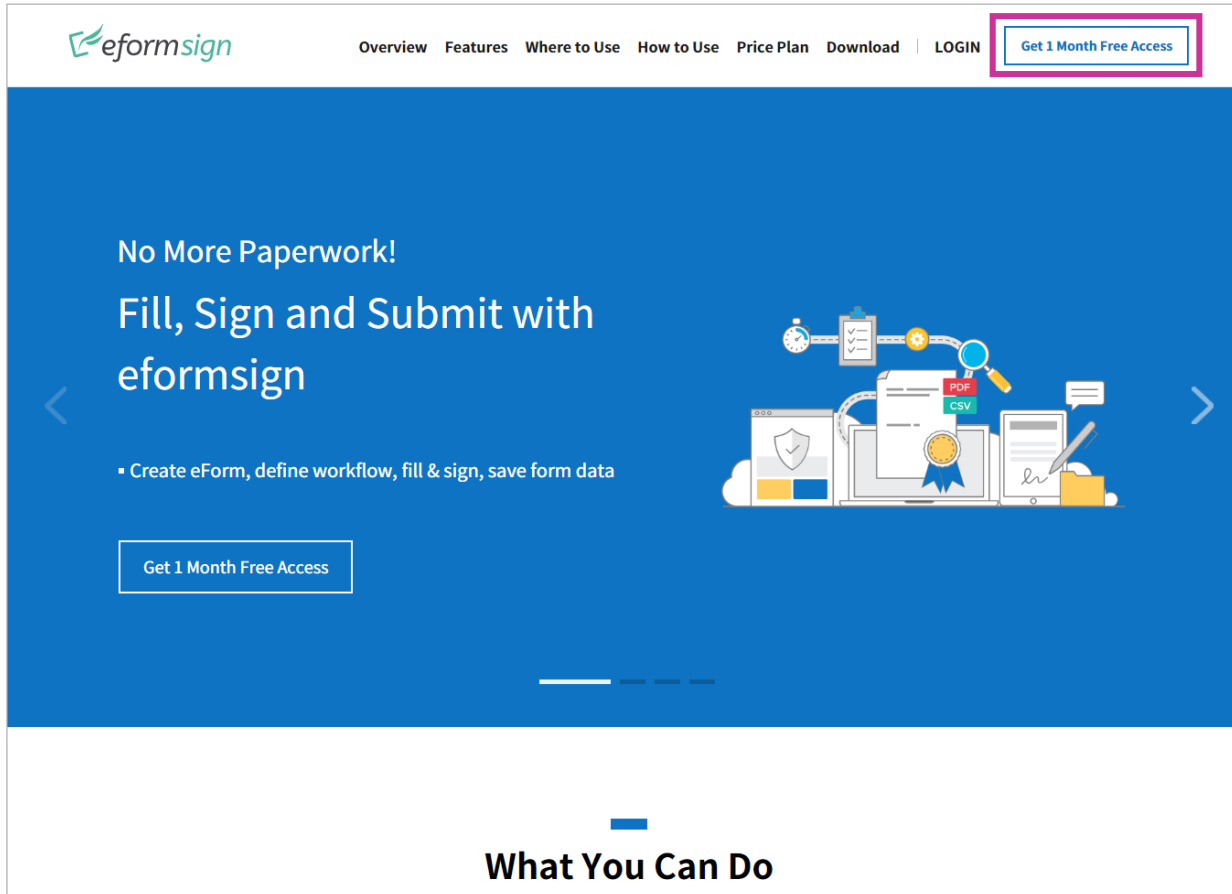 eformsign
Overview Features Where to Use How to Use Price Plan Download LOGIN Get 1 Month Free Access
No More Paperwork!
Fill, Sign and Submit with
eformsign
PDF
CSV
▪ Create eForm, define workflow, fill & sign, save form data
Get 1 Month Free Access
What You Can Do